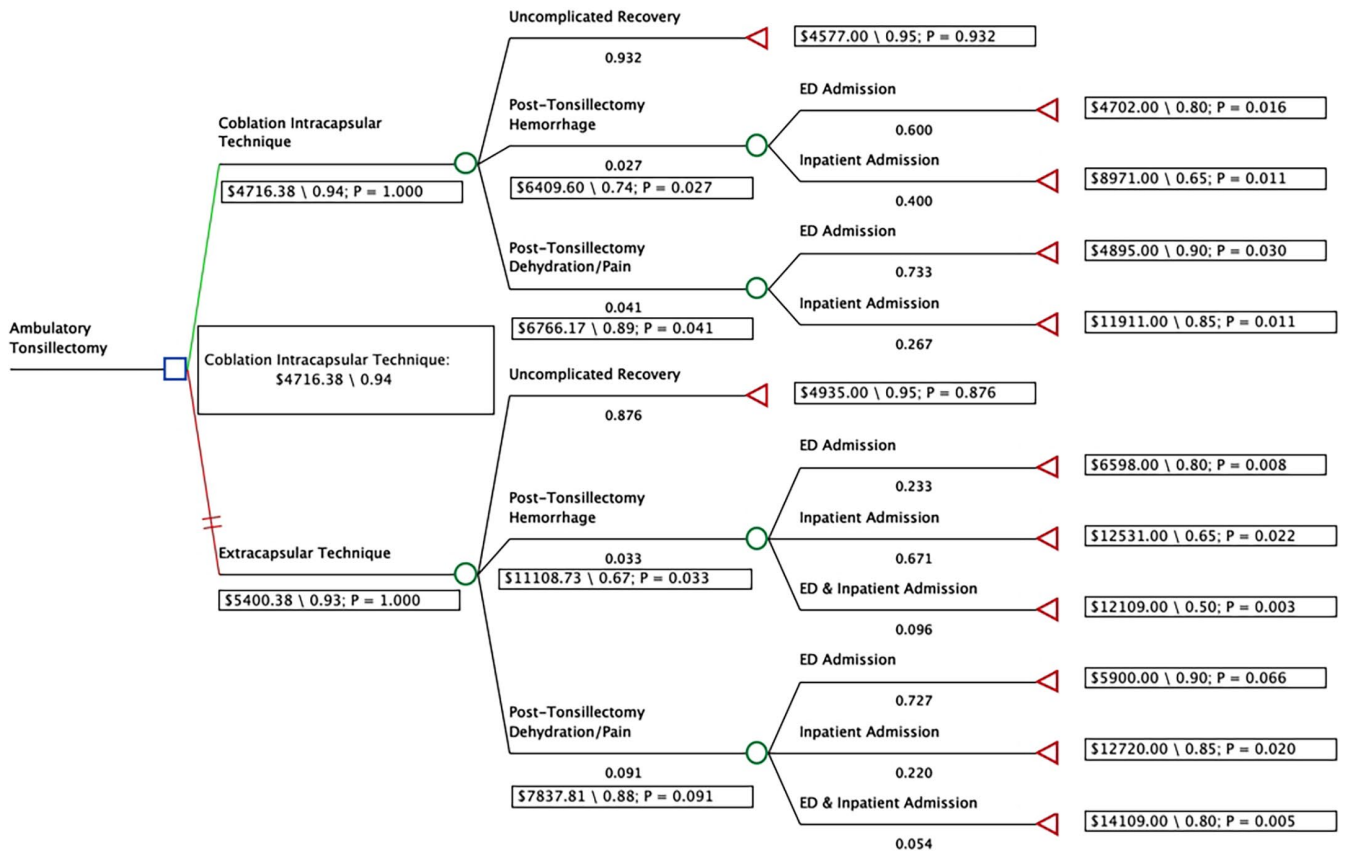 Ambulatory
Tonsillectomy
Coblation Intracapsular Technique:
$4716.38 \ 0.94
Coblation Intracapsular
Technique
$4716.38 \ 0.94; P = 1.000
Uncomplicated Recovery
0.932
$4577.00 \ 0.95; P = 0.932
Post-Tonsillectomy
Hemorrhage
0.027
$6409.60 \ 0.74; P = 0.027
ED Admission
0.600
$4702.00 \ 0.80; P = 0.016
Inpatient Admission
0.400
$8971.00 \ 0.65; P = 0.011
Post-Tonsillectomy
Dehydration/Pain
0.041
$6766.17 \ 0.89; P = 0.041
ED Admission
0.733
$4895.00 \ 0.90; P = 0.030
Inpatient Admission
0.267
$11911.00 \ 0.85; P = 0.011
Extracapsular Technique
$5400.38 \ 0.93; P = 1.000
Uncomplicated Recovery
0.876
$4935.00 \ 0.95; P = 0.876
Post-Tonsillectomy
Hemorrhage
0.033
$11108.73 \ 0.67; P = 0.033
ED Admission
0.233
$6598.00 \ 0.80; P = 0.008
Inpatient Admission
0.671
$12531.00 \ 0.65; P = 0.022
ED & Inpatient Admission
0.096
$12109.00 \ 0.50; P = 0.003
Post-Tonsillectomy
Dehydration/Pain
0.091
$7837.81 \ 0.88; P = 0.091
ED Admission
0.727
$5900.00 \ 0.90; P = 0.066
Inpatient Admission
0.220
$12720.00 \ 0.85; P = 0.020
ED & Inpatient Admission
0.054
$14109.00 \ 0.80; P = 0.005